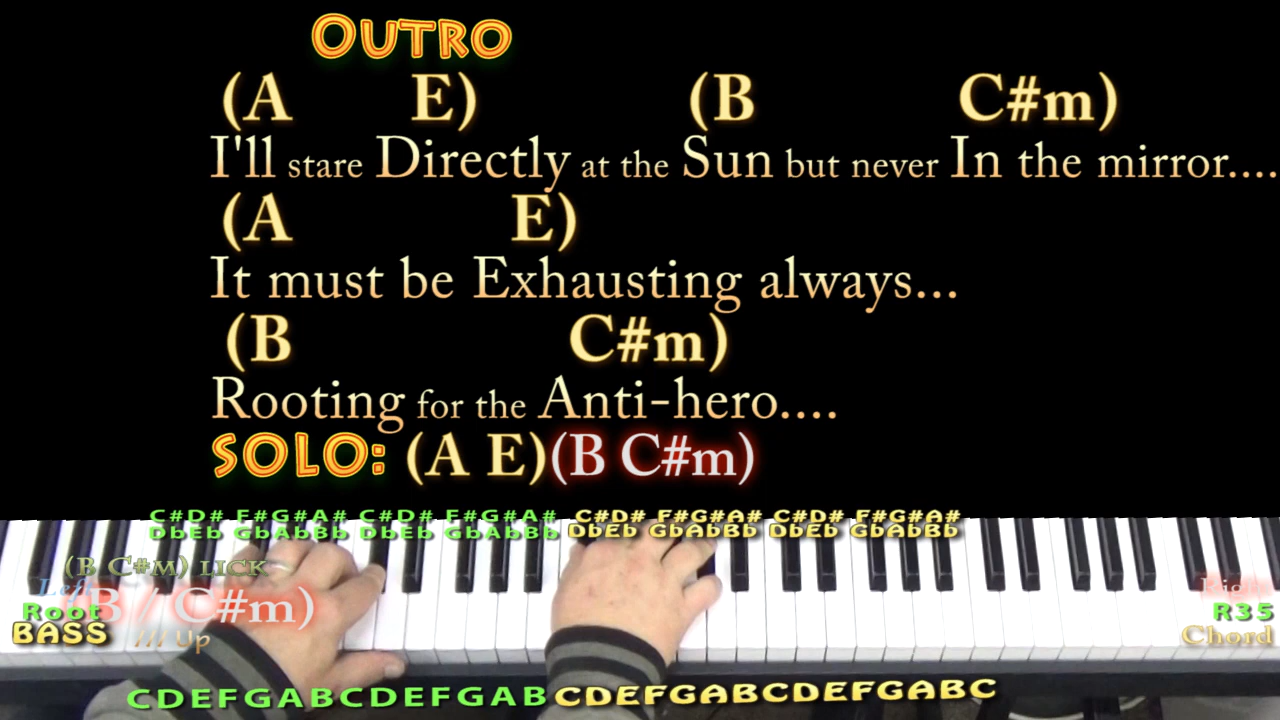 OUTRO
(A E) (B C#m)
I'll stare Directly at the Sun but never In the mirror....
(A E)
It must be Exhausting always...
(B C#m)
Rooting for the Anti-hero....
SOLO: (A E)(B C#m)
C#D# F#G#A# C#D# F#G#A# C#D# F#G#A# C#D# F#G#A#
DbEb GbAbBb DbEb GbAbBb DbEb GbAbBb DbEb GbAbBb
(B C#m) LICK
Left
(B / C#m)
Root
BASS
/// Up
Right
R35
Chord
CDEFGABCDEFGABCDEFGABCDEFGABC